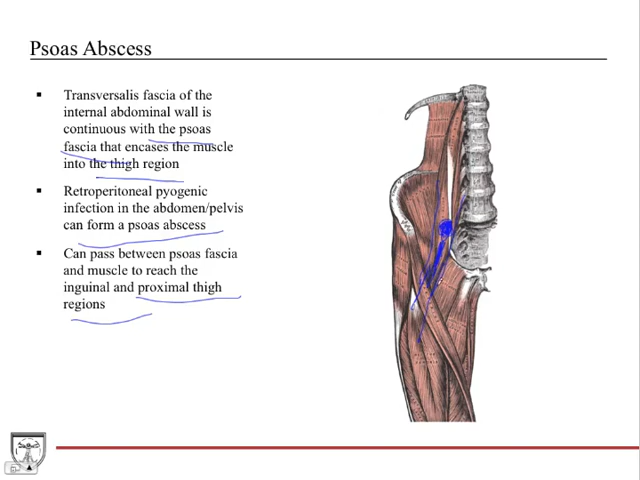 Psoas Abscess
▪ Transversalis fascia of the
internal abdominal wall is
continuous with the psoas
fascia that encases the muscle
into the thigh region
▪ Retroperitoneal pyogenic
infection in the abdomen/pelvis
can form a psoas abscess
▪ Can pass between psoas fascia
and muscle to reach the
inguinal and proximal thigh
regions